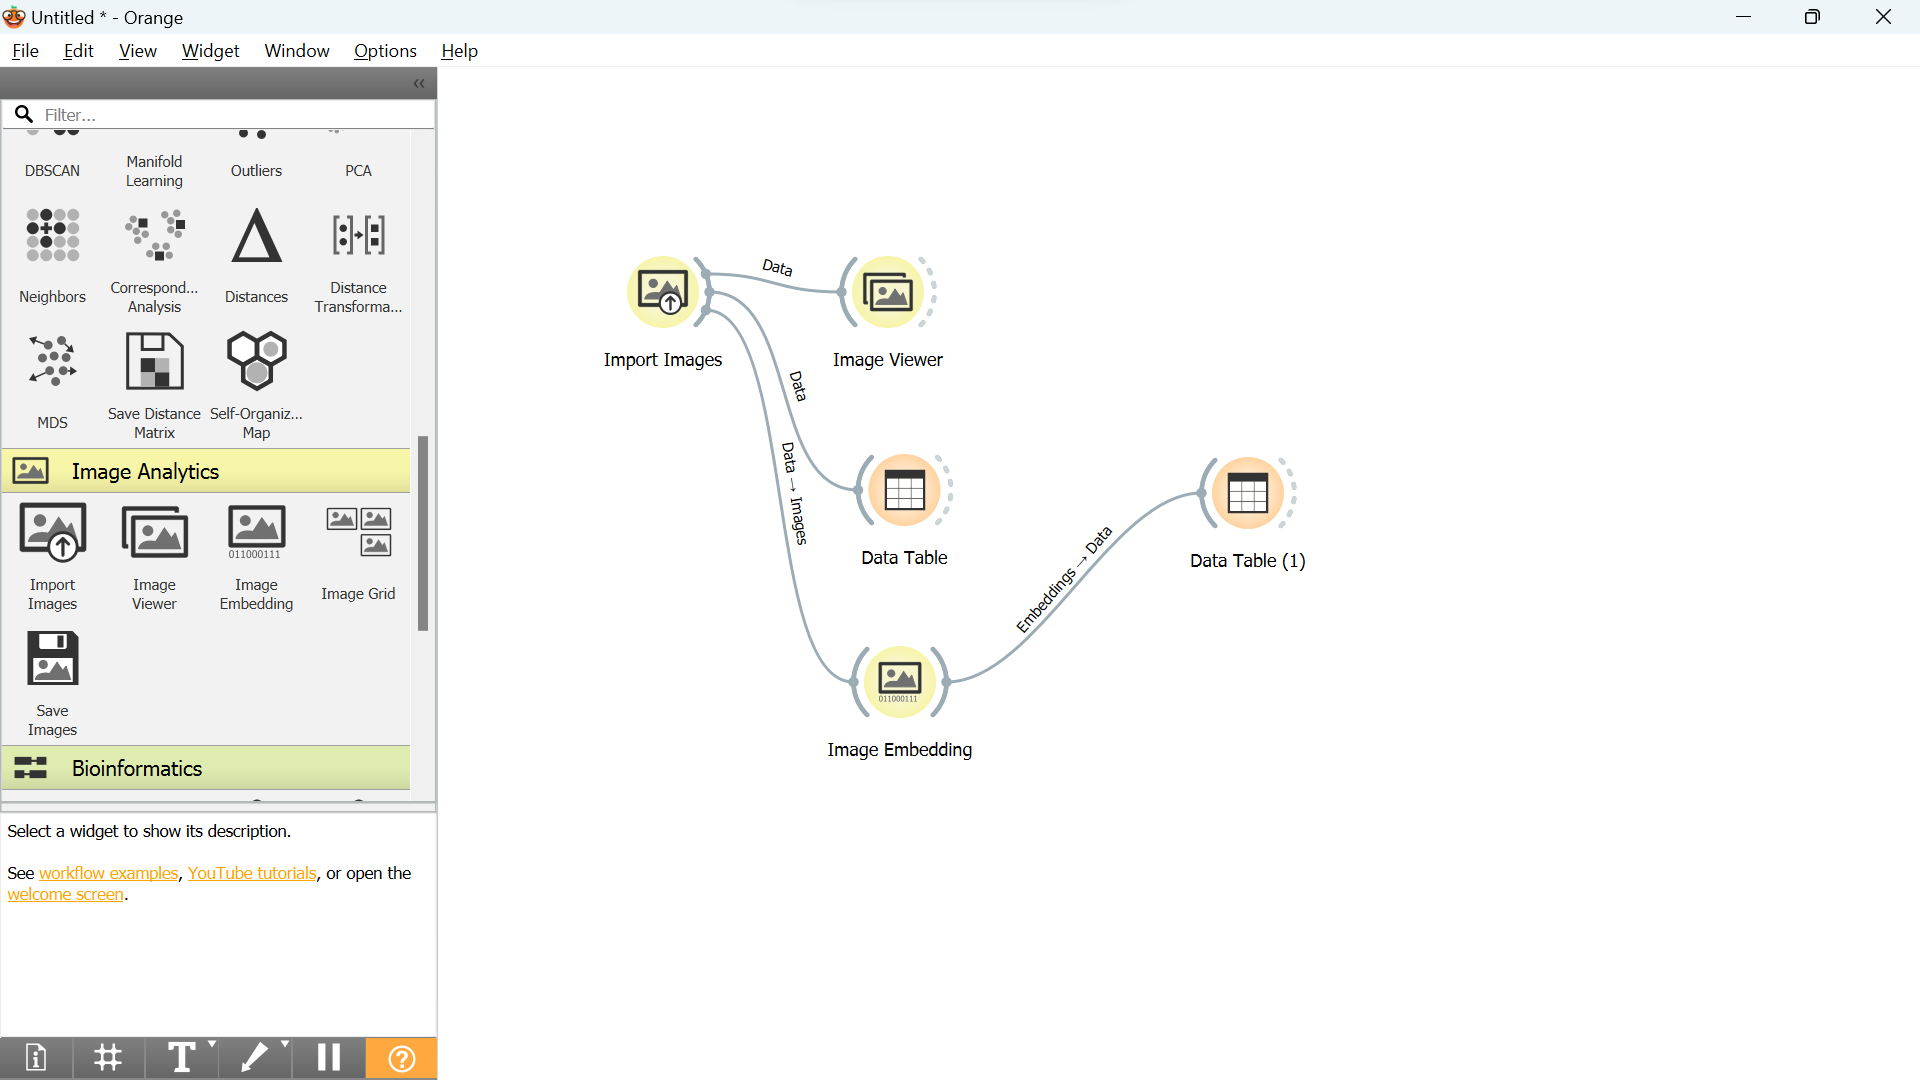 Untitled * - Orange
File Edit View Widget Window Options Help
Filter...
DBSCAN
Manifold
Learning
Outliers
PCA
Neighbors
Correspond...
Analysis
Distances
Distance
Transforma...
MDS
Save Distance
Matrix
Self-Organiz...
Map
Image Analytics
011000111
Import
Images
Image
Viewer
Image
Embedding
Image Grid
Save
Images
Bioinformatics
Select a widget to show its description.
See workflow examples, YouTube tutorials, or open the
welcome screen.
Data
Import Images
Image Viewer
Data
Data → Images
Data Table
Embeddings → Data
Data Table (1)
011000111
Image Embedding